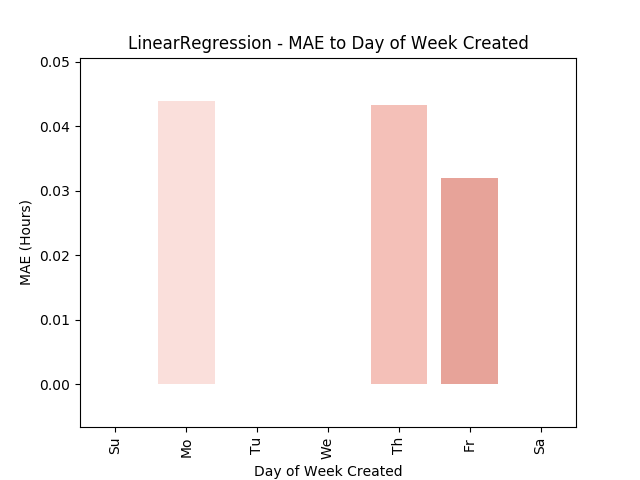 LinearRegression - MAE to Day of Week Created
MAE (Hours)
0.05
0.04
0.03
0.02
0.01
0.00
Su
Mo
Tu
We
Th
Fr
Sa
Day of Week Created